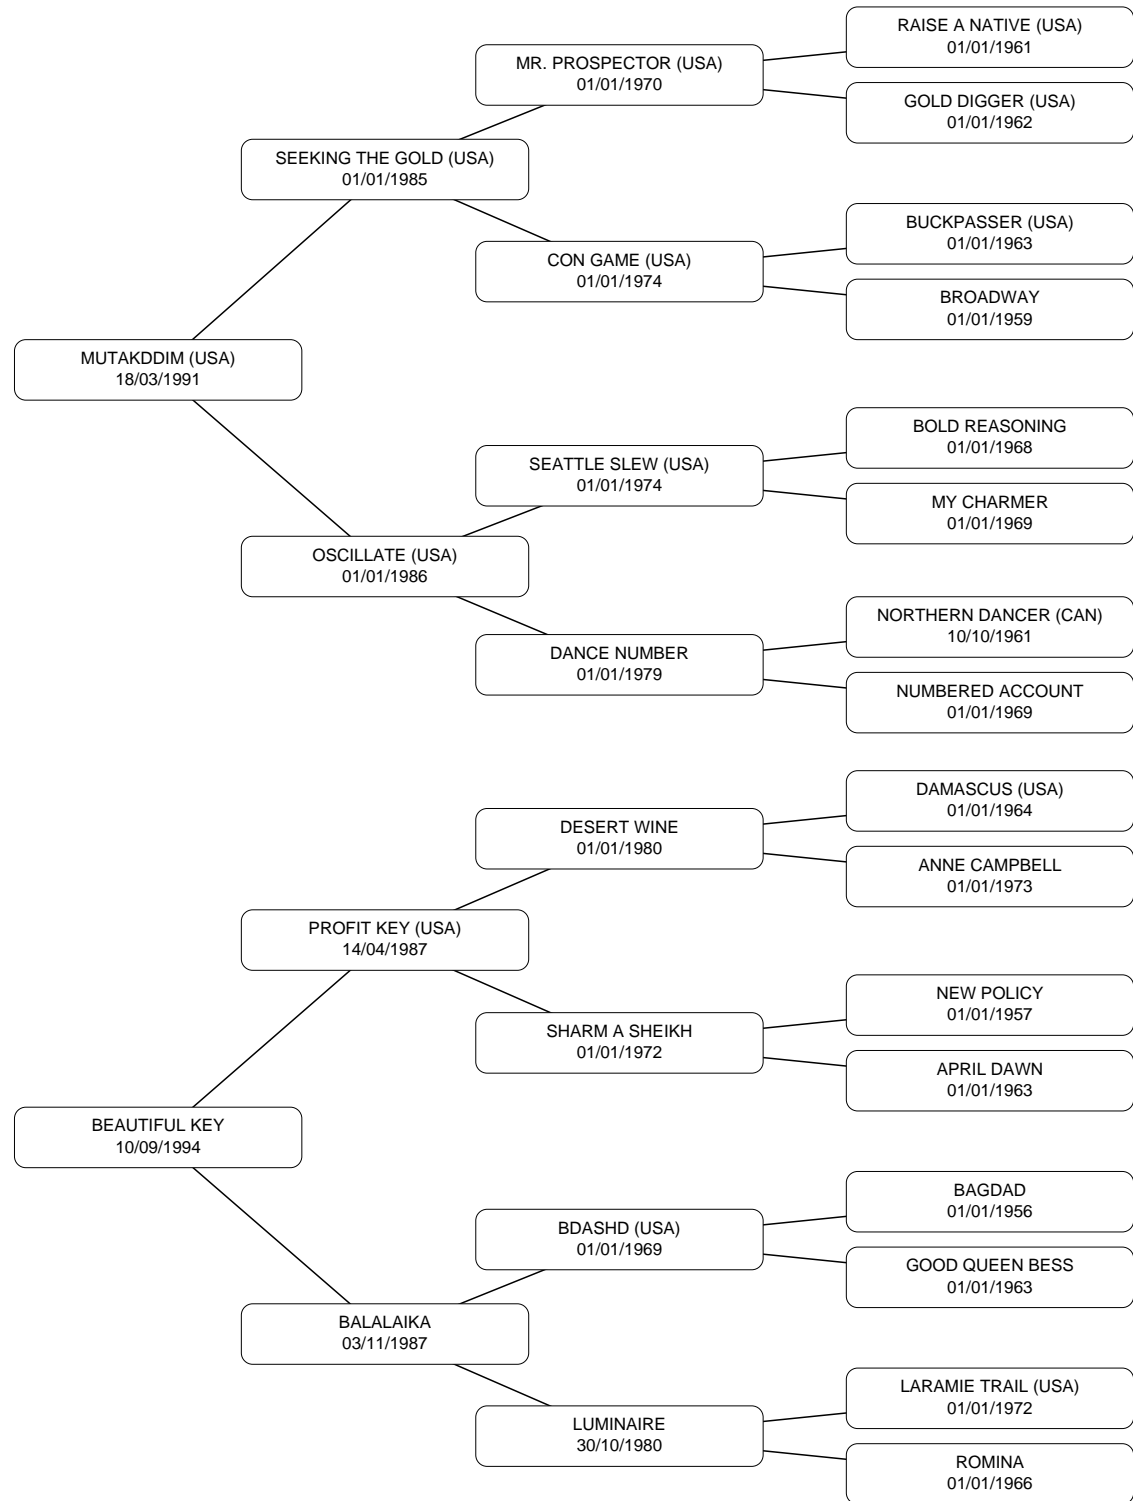 RAISE A NATIVE (USA)
01/01/1961
MR. PROSPECTOR (USA)
01/01/1970
GOLD DIGGER (USA)
01/01/1962
SEEKING THE GOLD (USA)
01/01/1985
BUCKPASSER (USA)
01/01/1963
CON GAME (USA)
01/01/1974
BROADWAY
01/01/1959
MUTAKDDIM (USA)
18/03/1991
BOLD REASONING
01/01/1968
SEATTLE SLEW (USA)
01/01/1974
MY CHARMER
01/01/1969
OSCILLATE (USA)
01/01/1986
NORTHERN DANCER (CAN)
10/10/1961
DANCE NUMBER
01/01/1979
NUMBERED ACCOUNT
01/01/1969
DAMASCUS (USA)
01/01/1964
DESERT WINE
01/01/1980
ANNE CAMPBELL
01/01/1973
PROFIT KEY (USA)
14/04/1987
NEW POLICY
01/01/1957
SHARM A SHEIKH
01/01/1972
APRIL DAWN
01/01/1963
BEAUTIFUL KEY
10/09/1994
BAGDAD
01/01/1956
BDASHD (USA)
01/01/1969
GOOD QUEEN BESS
01/01/1963
BALALAIKA
03/11/1987
LARAMIE TRAIL (USA)
01/01/1972
LUMINAIRE
30/10/1980
ROMINA
01/01/1966